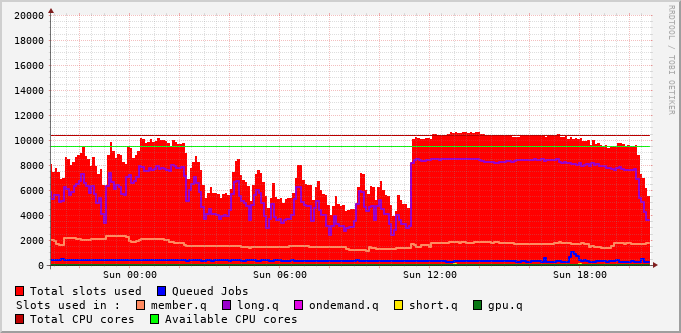 20000
18000
16000
14000
12000
10000
8000
6000
4000
2000
0
Sun 00:00 Sun 06:00 Sun 12:00 Sun 18:00
RRDTOOL / TOBI OETIKER
Total slots used Queued Jobs
Slots used in : member.q long.q ondemand.q short.q gpu.q
Total CPU cores Available CPU cores